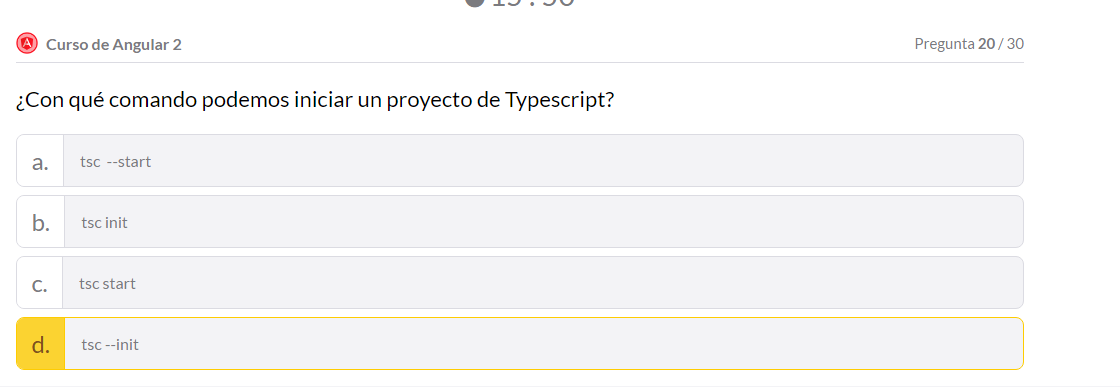 Curso de Angular 2
Pregunta 20 / 30
¿Con qué comando podemos iniciar un proyecto de Typescript?
a. tsc --start
b. tsc init
c. tsc start
d. tsc --init